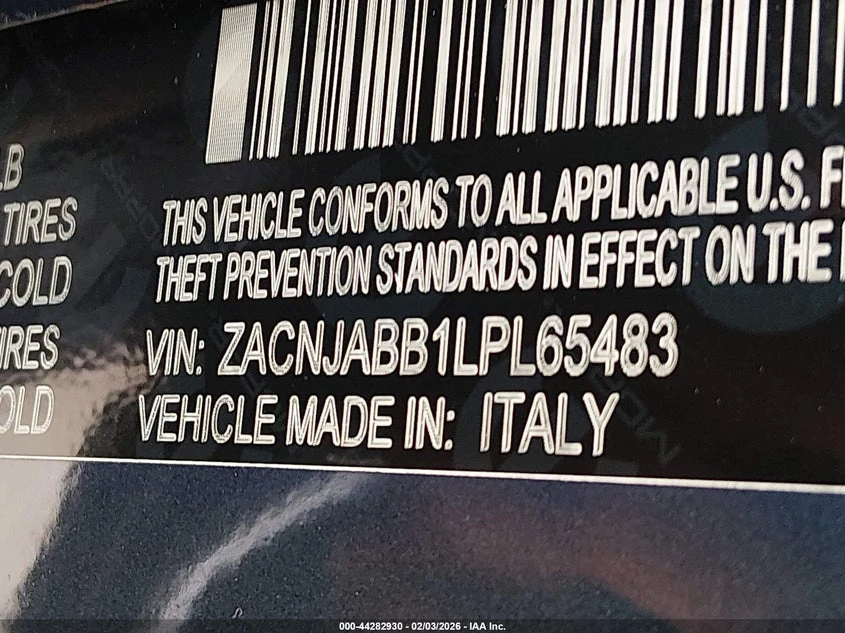 LB
TIRES
COLD
THIS VEHICLE CONFORMS TO ALL APPLICABLE U.S.
THEFT PREVENTION STANDARDS IN EFFECT ON THE
IRES
VIN: ZACNJABB1LPL65483
OLD
VEHICLE MADE IN: ITALY
000-44282930 - 02/03/2026 - IAA Inc.